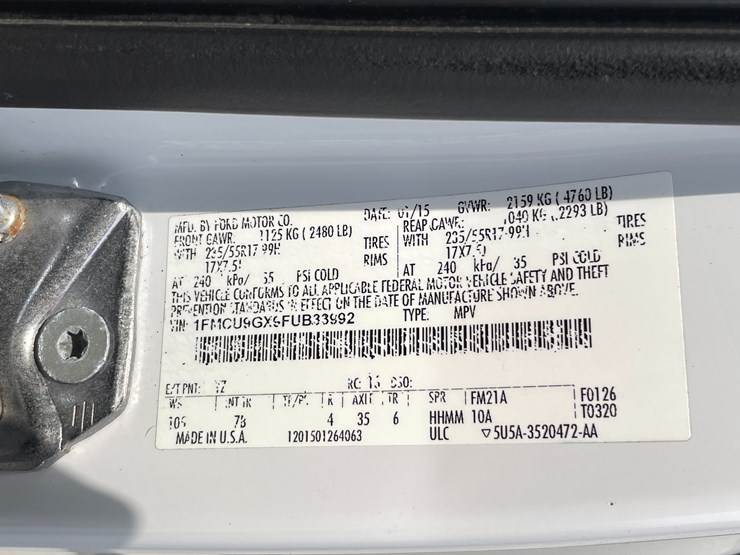 MFD. BY FORD MOTOR CO. DATE: 01/15 GVWR: 2159 KG (4760 LB)
FRONT GAWR: 1125 KG (2480 LB) REAR GAWR: 1040 KG (2293 LB)
WITH 235/55R17 99H TIRES WITH 235/55R17 99H TIRES
17X7.5J RIMS 17X7.5J RIMS
AT 240 kPa/ 35 PSI COLD AT 240 kPa/ 35 PSI COLD
THIS VEHICLE CONFORMS TO ALL APPLICABLE FEDERAL MOTOR VEHICLE SAFETY AND THEFT
PREVENTION STANDARDS IN EFFECT ON THE DATE OF MANUFACTURE SHOWN ABOVE.
VIN: 1FMCU9GX9FUB33992 TYPE: MPV
EXT PNT: YZ RC: DSO:
WB INT TR TP/PS R AXLE TR SPR FM21A F0126
105 4 35 6 HHMM 10A T0320
MADE IN U.S.A. 1201501264063 ULC ▽5U5A-3520472-AA